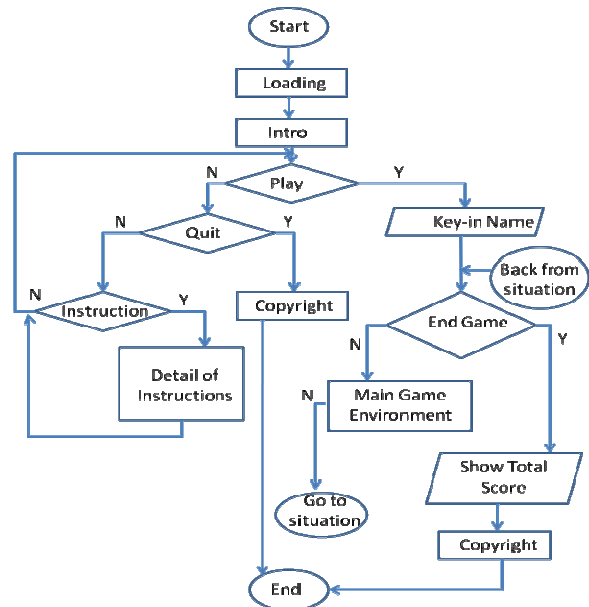 Start
Loading
Intro
N
Play
Y
N
Quit
Y
Key-in Name
Back from
situation
N
Instruction
Y
Copyright
End Game
N
Y
Detail of
Instructions
N
Main Game
Environment
Show Total
Score
Go to
situation
Copyright
End